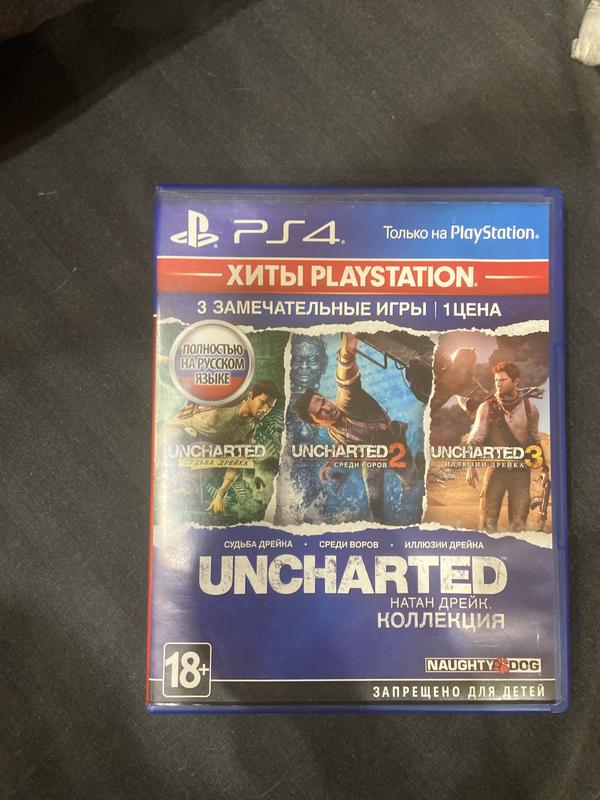 PS4
Только на PlayStation.
ХИТЫ PLAYSTATION.
3 ЗАМЕЧАТЕЛЬНЫЕ ИГРЫ | 1 ЦЕНА
ПОЛНОСТЬЮ
НА РУССКОМ
ЯЗЫКЕ
UNCHARTED
СУДЬБА ДРЕЙКА
UNCHARTED 2
СРЕДИ ВОРОВ
UNCHARTED 3
ИЛЛЮЗИИ ДРЕЙКА
СУДЬБА ДРЕЙКА · СРЕДИ ВОРОВ · ИЛЛЮЗИИ ДРЕЙКА
UNCHARTED™
НАТАН ДРЕЙК.
КОЛЛЕКЦИЯ
18+
NAUGHTY DOG
ЗАПРЕЩЕНО ДЛЯ ДЕТЕЙ